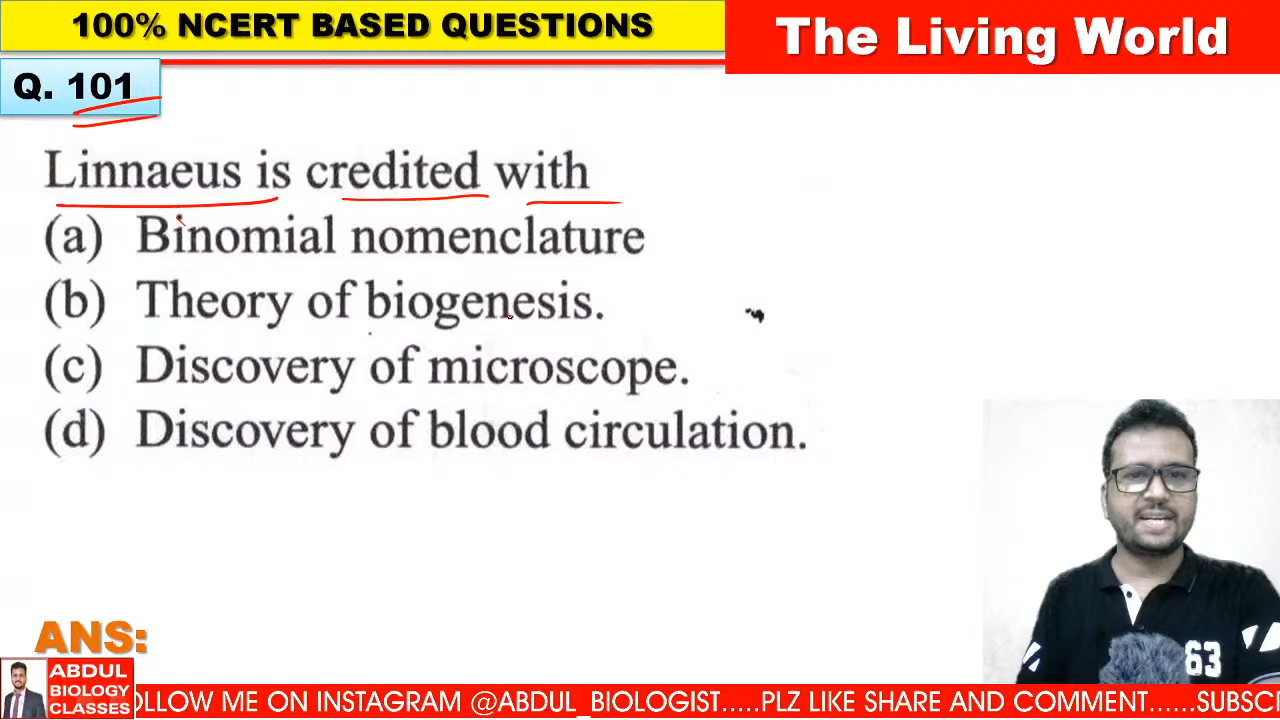 100% NCERT BASED QUESTIONS
The Living World
Q. 101
Linnaeus is credited with
(a) Binomial nomenclature
(b) Theory of biogenesis.
(c) Discovery of microscope.
(d) Discovery of blood circulation.
63
ANS:
ABDUL
BIOLOGY
CLASSES
OLLOW ME ON INSTAGRAM @ABDUL_BIOLOGIST.....PLZ LIKE SHARE AND COMMENT......SUBSC